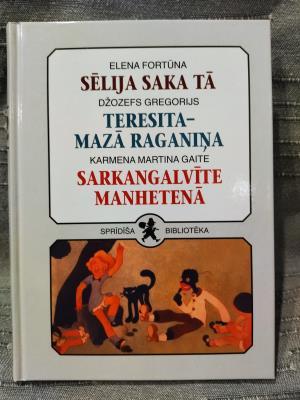 ELENA FORTŪNA
SĒLIJA SAKA TĀ
DŽOZEFS GREGORIJS
TERESITA–
MAZĀ RAGANIŅA
KARMENA MARTINA GAITE
SARKANGALVĪTE
MANHETENĀ
SPRĪDĪŠA BIBLIOTĒKA